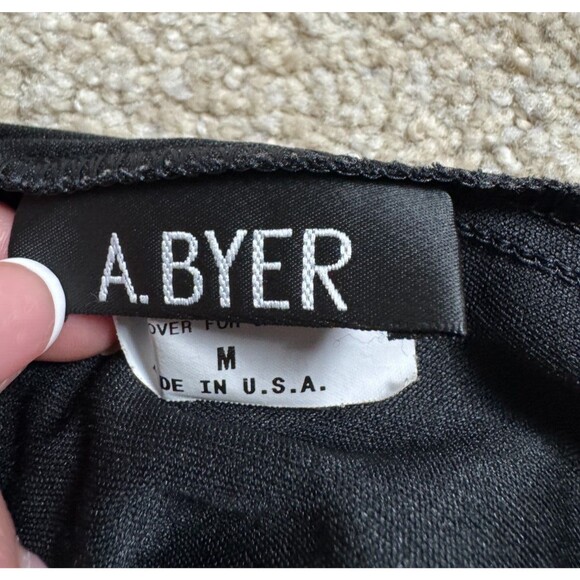 A.BYER
OVER FOR
M
DE IN U.S.A.